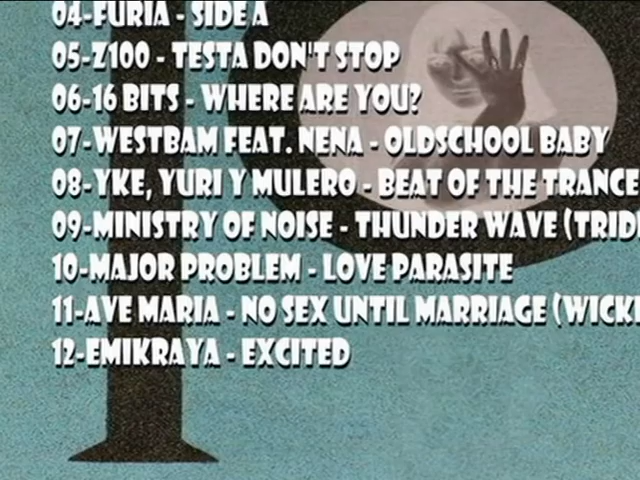 04-FURIA - SIDE A
05-Z100 - TESTA DON'T STOP
06-16 BITS - WHERE ARE YOU?
07-WESTBAM FEAT. NENA - OLDSCHOOL BABY
08-YKE, YURI Y MULERO - BEAT OF THE TRANCE
09-MINISTRY OF NOISE - THUNDER WAVE (TRID
10-MAJOR PROBLEM - LOVE PARASITE
11-AVE MARIA - NO SEX UNTIL MARRIAGE (WICK
12-EMIKRAYA - EXCITED